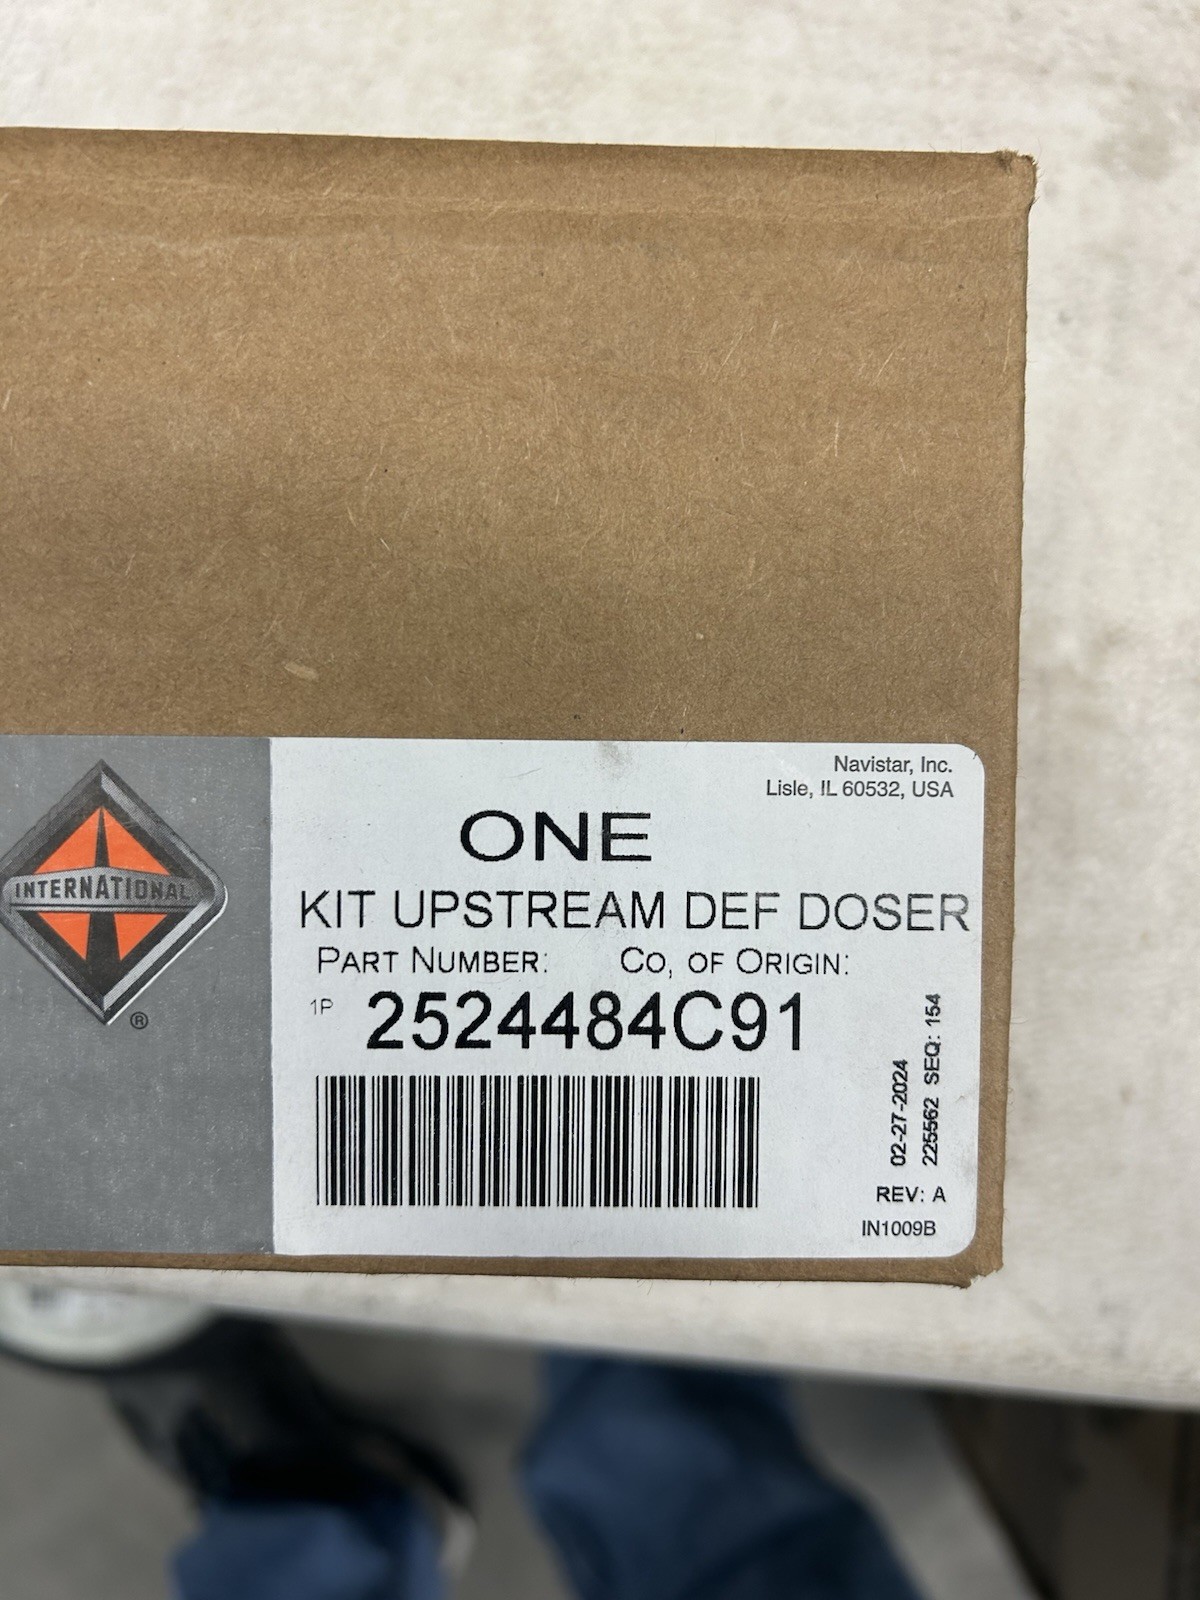 Navistar, Inc.
Lisle, IL 60532, USA
ONE
KIT UPSTREAM DEF DOSER
PART NUMBER: CO, OF ORIGIN:
1P 2524484C91
02-27-2024
225562 SEQ: 154
REV: A
IN1009B
INTERNATIONAL
®